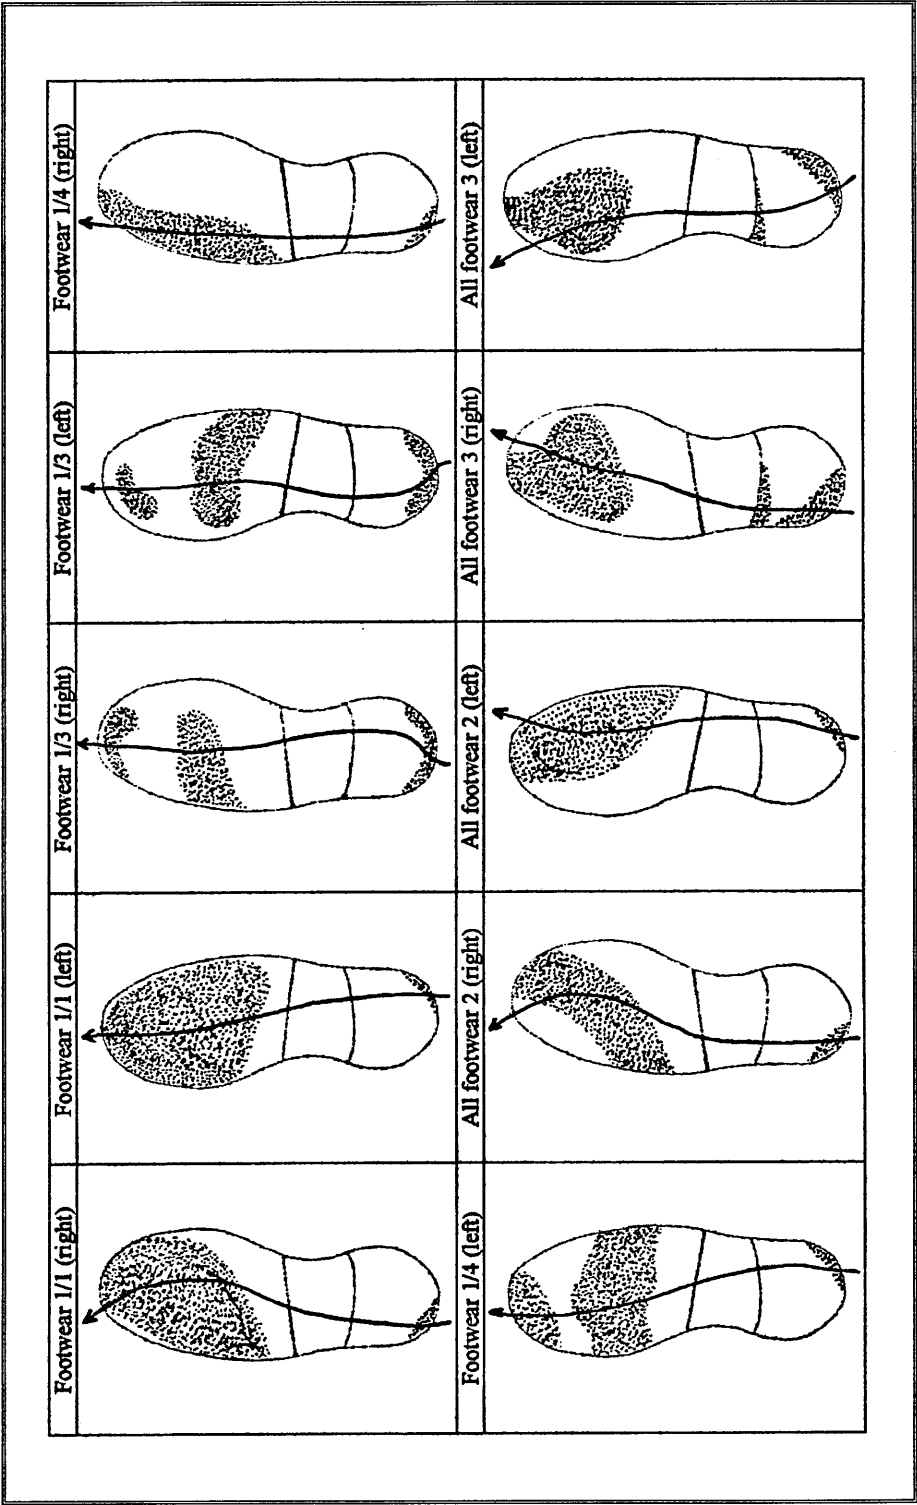 Footwear 1/1 (right)
Footwear 1/1 (left)
Footwear 1/3 (right)
Footwear 1/3 (left)
Footwear 1/4 (right)
Footwear 1/4 (left)
All footwear 2 (right)
All footwear 2 (left)
All footwear 3 (right)
All footwear 3 (left)